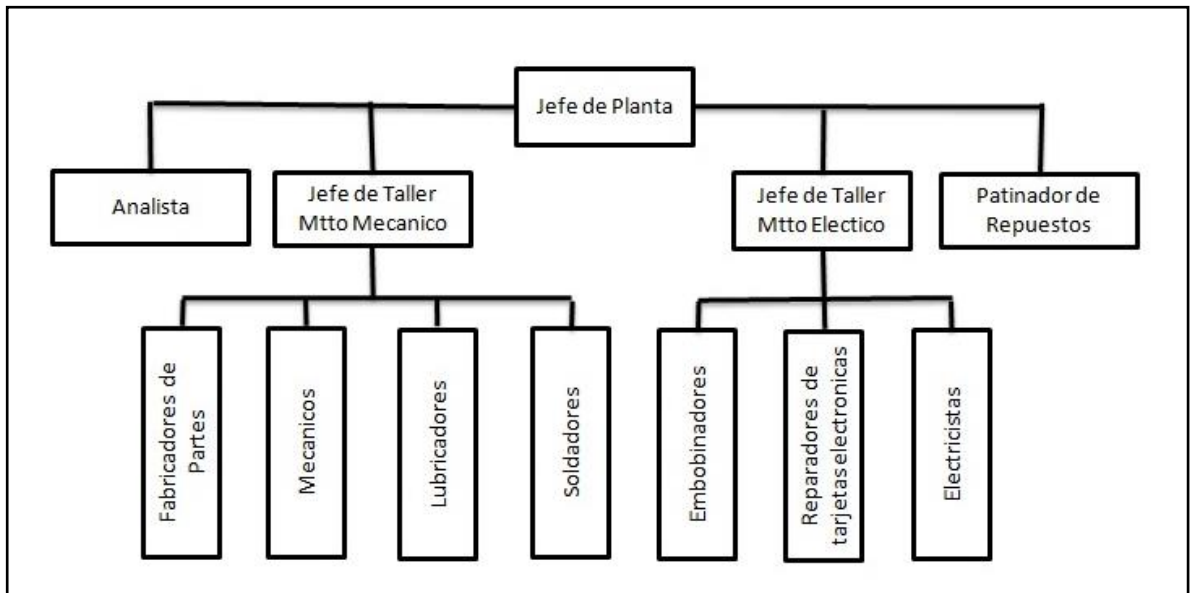 Jefe de Planta
Analista
Jefe de Taller
Mtto Mecanico
Jefe de Taller
Mtto Electico
Patinador de
Repuestos
Fabricadores de
Partes
Mecanicos
Lubricadores
Soldadores
Embobinadores
Reparadores de
tarjetas electronicas
Electricistas